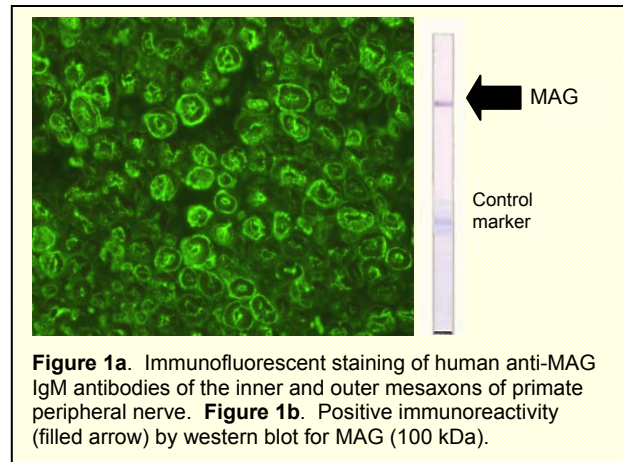 MAG
Control
marker
Figure 1a. Immunofluorescent staining of human anti-MAG
IgM antibodies of the inner and outer mesaxons of primate
peripheral nerve. Figure 1b. Positive immunoreactivity
(filled arrow) by western blot for MAG (100 kDa).